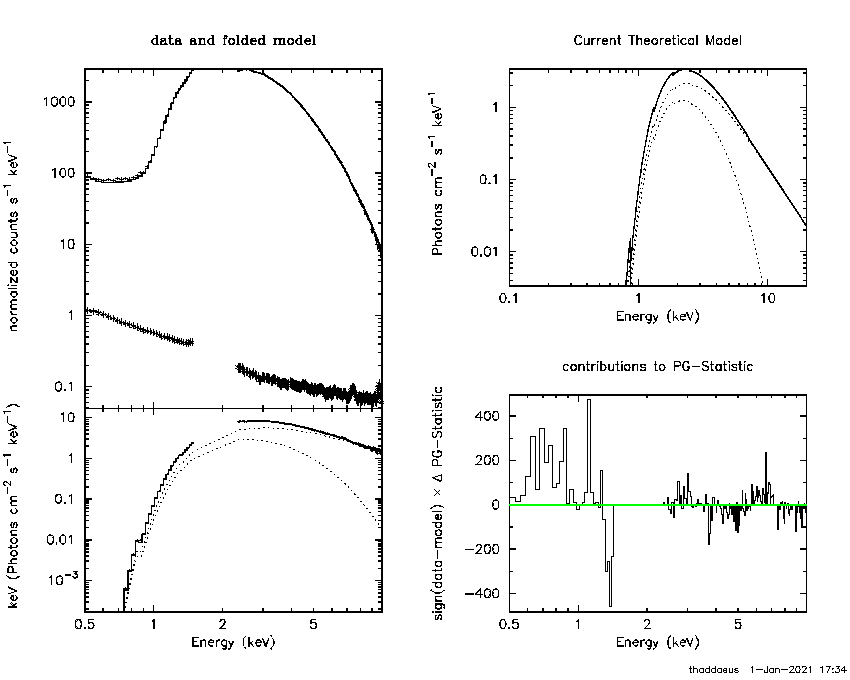 data and folded model
1000
100
10
1
0.1
normalized counts s⁻¹ keV⁻¹
10
1
0.1
0.01
10⁻³
keV (Photons cm⁻² s⁻¹ keV⁻¹)
0.5
1
2
5
Energy (keV)
Current Theoretical Model
1
0.1
0.01
Photons cm⁻² s⁻¹ keV⁻¹
0.1
1
10
Energy (keV)
contributions to PG-Statistic
400
200
0
−200
−400
sign(data-model) × Δ PG-Statistic
0.5
1
2
5
Energy (keV)
thaddaeus 1-Jan-2021 17:34